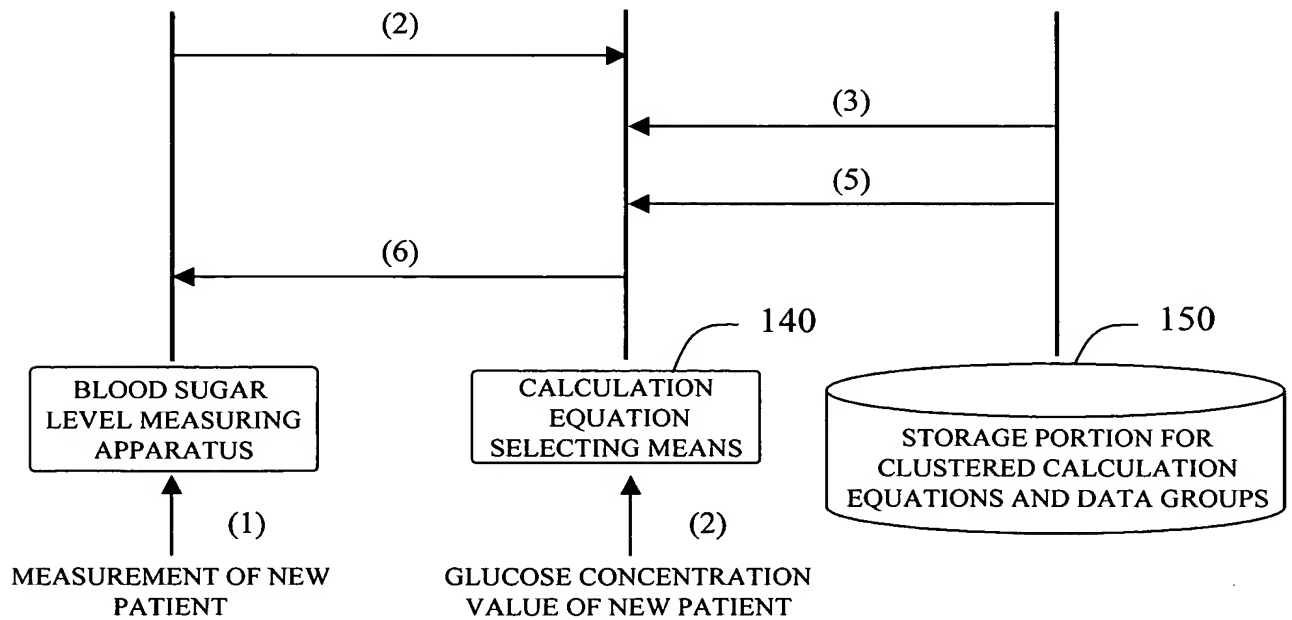 (2)
(3)
(5)
(6)
140
150
BLOOD SUGAR
LEVEL MEASURING
APPARATUS
CALCULATION
EQUATION
SELECTING MEANS
STORAGE PORTION FOR
CLUSTERED CALCULATION
EQUATIONS AND DATA GROUPS
(1)
(2)
MEASUREMENT OF NEW
PATIENT
GLUCOSE CONCENTRATION
VALUE OF NEW PATIENT